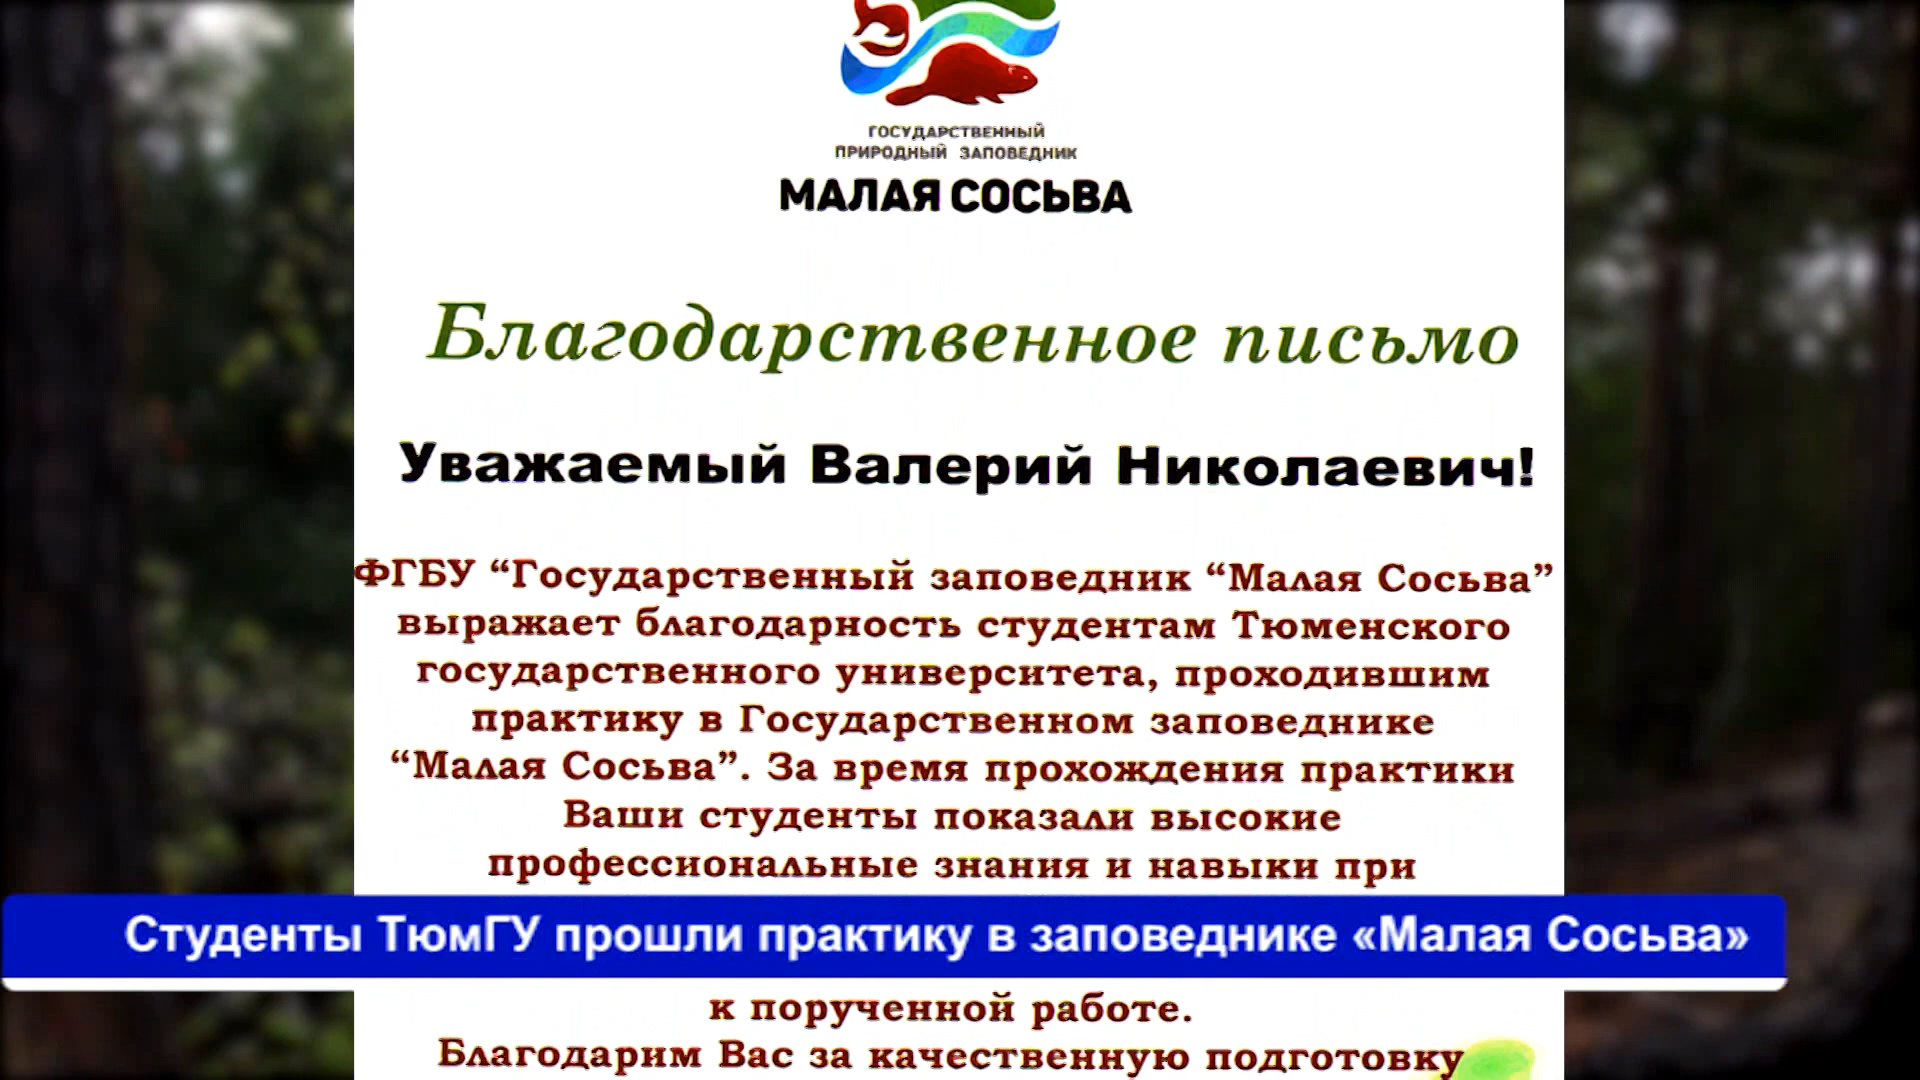 ГОСУДАРСТВЕННЫЙ
ПРИРОДНЫЙ ЗАПОВЕДНИК
МАЛАЯ СОСЬВА
Благодарственное письмо
Уважаемый Валерий Николаевич!
ФГБУ “Государственный заповедник “Малая Сосьва”
выражает благодарность студентам Тюменского
государственного университета, проходившим
практику в Государственном заповеднике
“Малая Сосьва”. За время прохождения практики
Ваши студенты показали высокие
профессиональные знания и навыки при
Студенты ТюмГУ прошли практику в заповеднике «Малая Сосьва»
к порученной работе.
Благодарим Вас за качественную подготовку